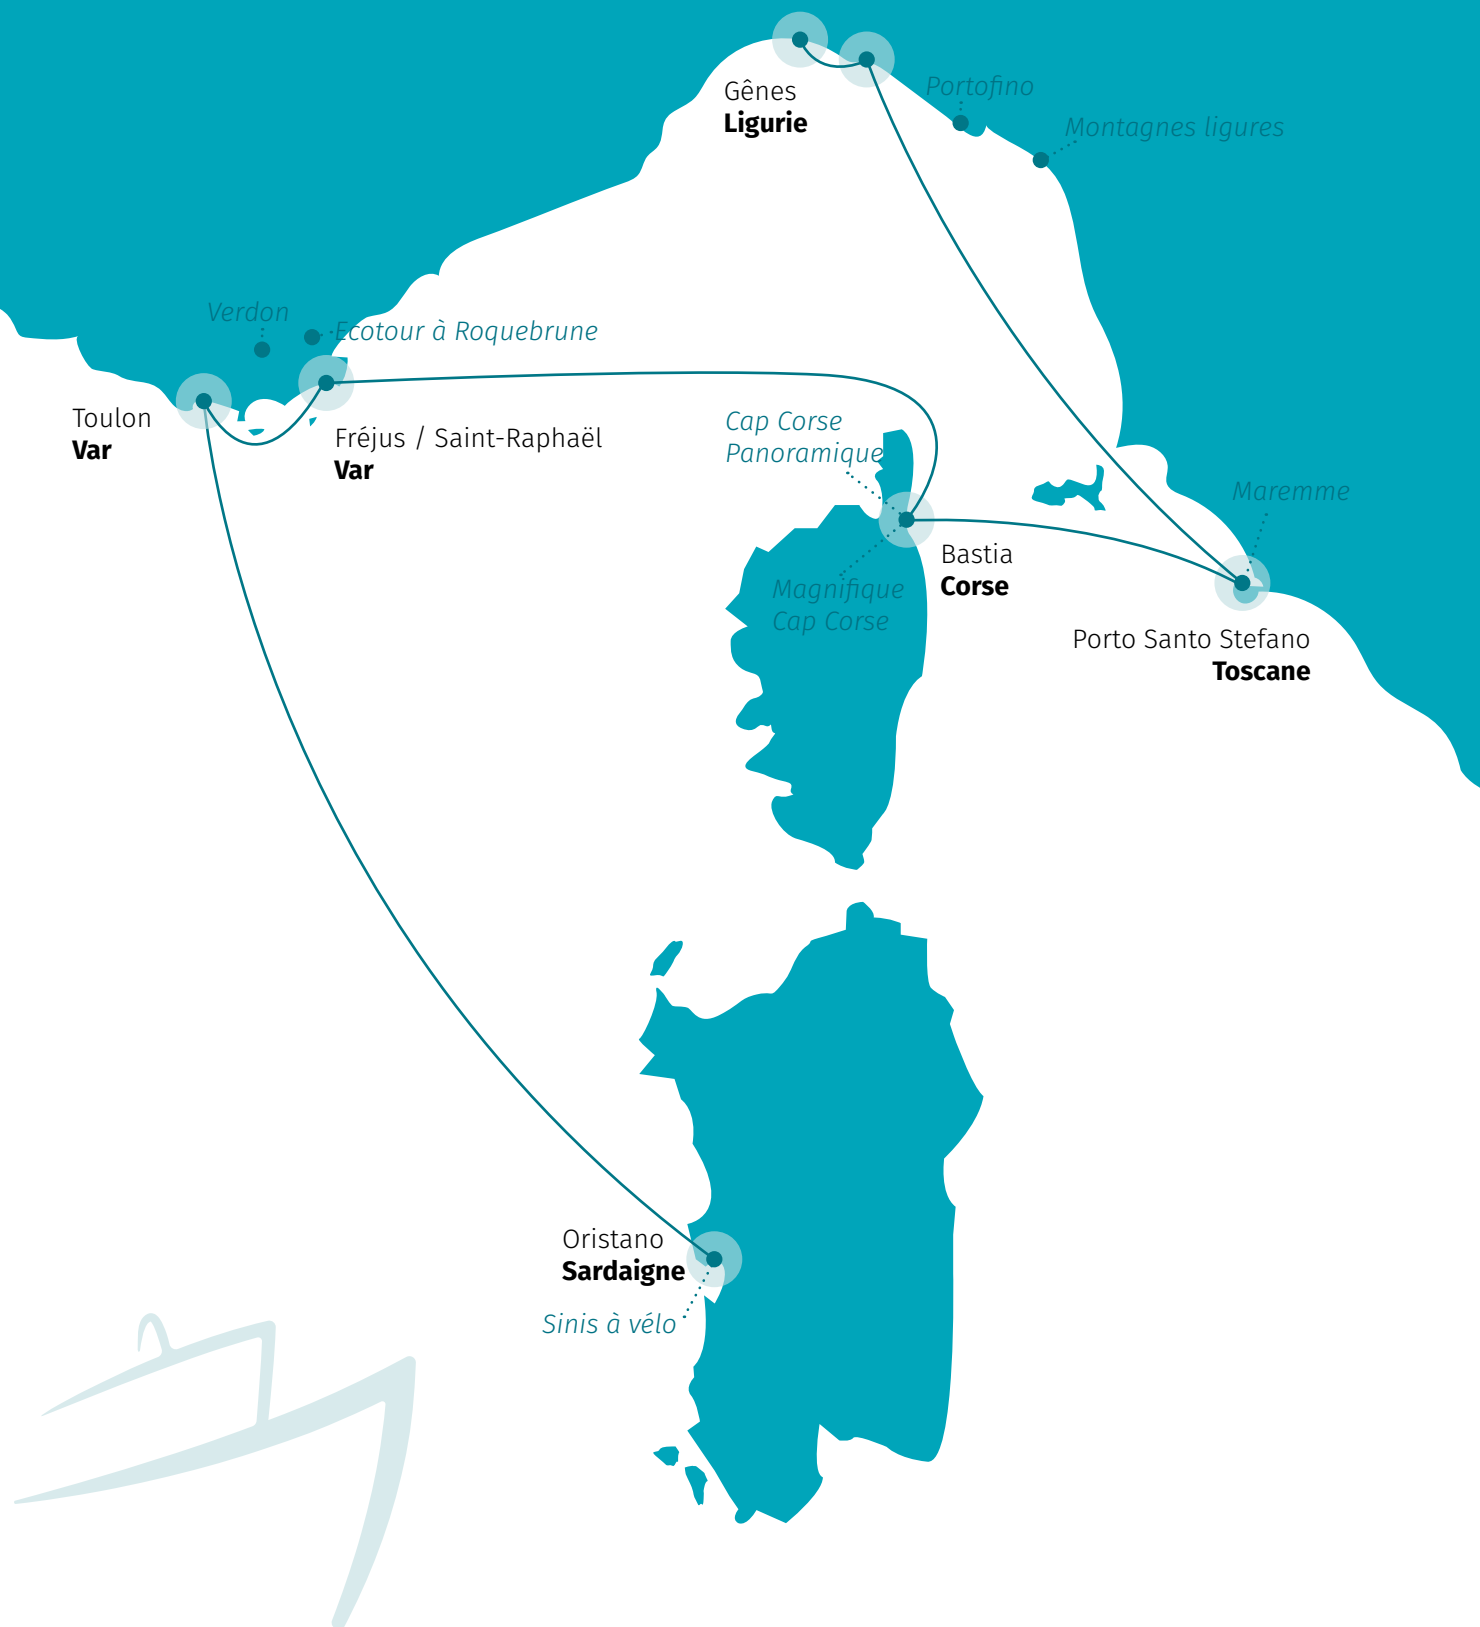 Gênes
Ligurie
Portofino
Montagnes ligures
Verdon
Ecotour à Roquebrune
Toulon
Var
Fréjus / Saint-Raphaël
Var
Cap Corse
Panoramique
Maremme
Bastia
Corse
Magnifique
Cap Corse
Porto Santo Stefano
Toscane
Oristano
Sardaigne
Sinis à vélo